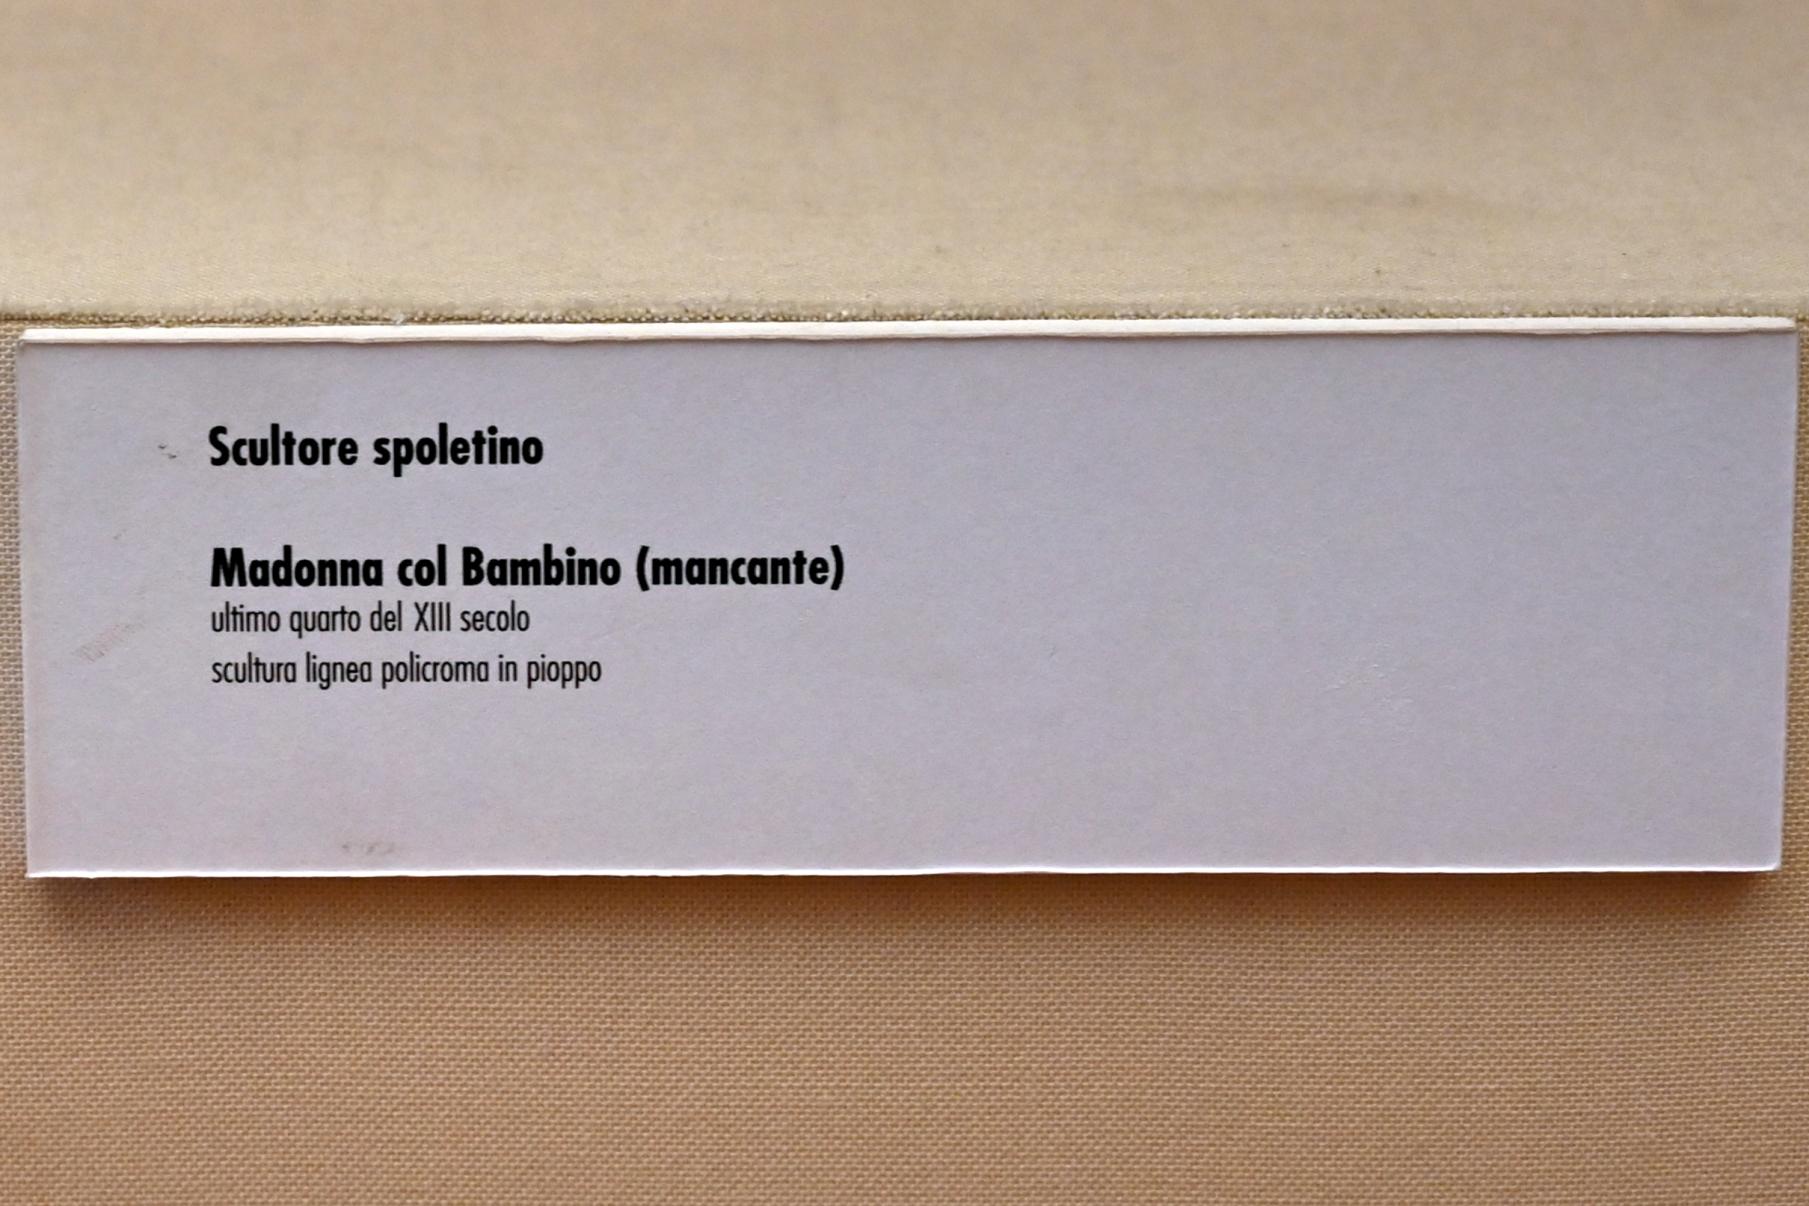 Scultore spoletino
Madonna col Bambino (mancante)
ultimo quarto del XIII secolo
scultura lignea policroma in pioppo